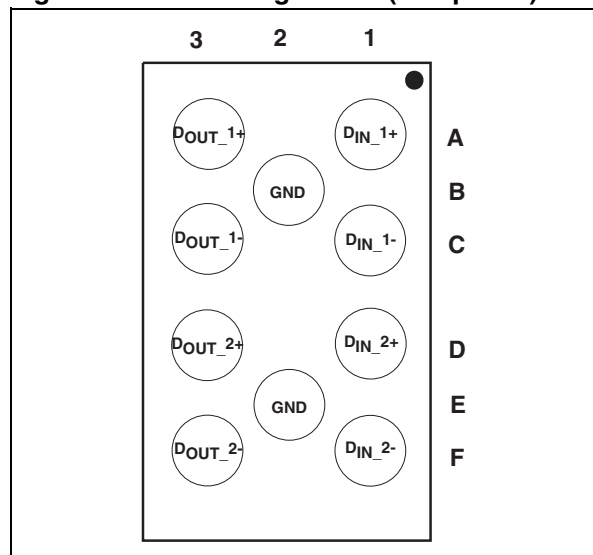 3 2 1
DOUT_1+ DIN_1+ A
GND B
DOUT_1- DIN_1- C
DOUT_2+ DIN_2+ D
GND E
DOUT_2- DIN_2- F